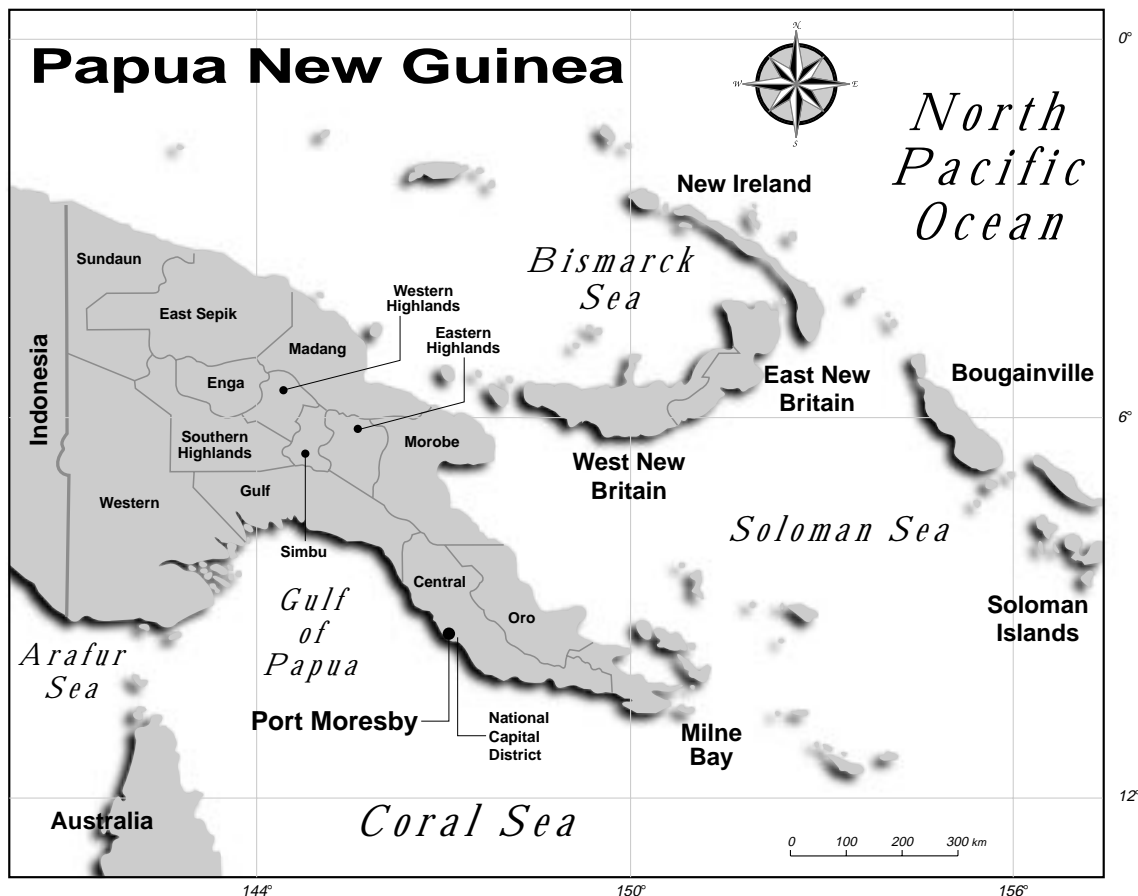 Papua New Guinea
N
W
E
S
0°
North
Pacific
Ocean
New Ireland
Bismarck
Sea
Sundaun
East Sepik
Western
Highlands
Eastern
Highlands
Madang
Indonesia
Enga
East New
Britain
Bougainville
6°
Southern
Highlands
Morobe
West New
Britain
Western
Gulf
Soloman Sea
Simbu
Central
Gulf
of
Papua
Oro
Soloman
Islands
Arafur
Sea
Port Moresby
National
Capital
District
Milne
Bay
12°
Australia
Coral Sea
0 100 200 300 km
144° 150° 156°